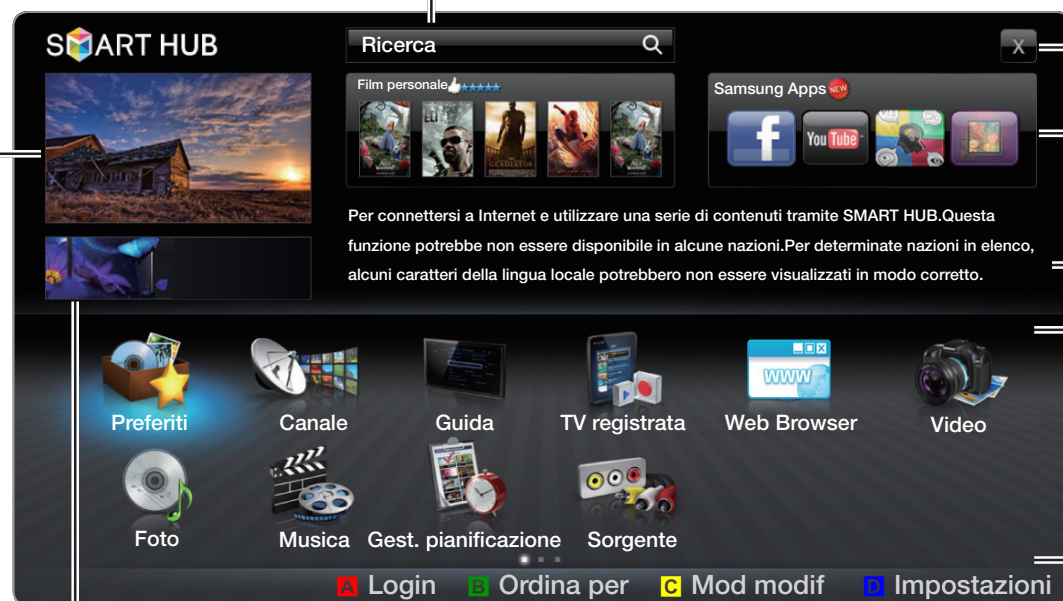 SMART HUB
Ricerca
X
Film personale
Samsung Apps NEW
ELI
GLADIATOR
f
You Tube
Per connettersi a Internet e utilizzare una serie di contenuti tramite SMART HUB.Questa
funzione potrebbe non essere disponibile in alcune nazioni.Per determinate nazioni in elenco,
alcuni caratteri della lingua locale potrebbero non essere visualizzati in modo corretto.
www
Preferiti Canale Guida TV registrata Web Browser Video
Foto Musica Gest. pianificazione Sorgente
A Login B Ordina per C Mod modif D Impostazioni